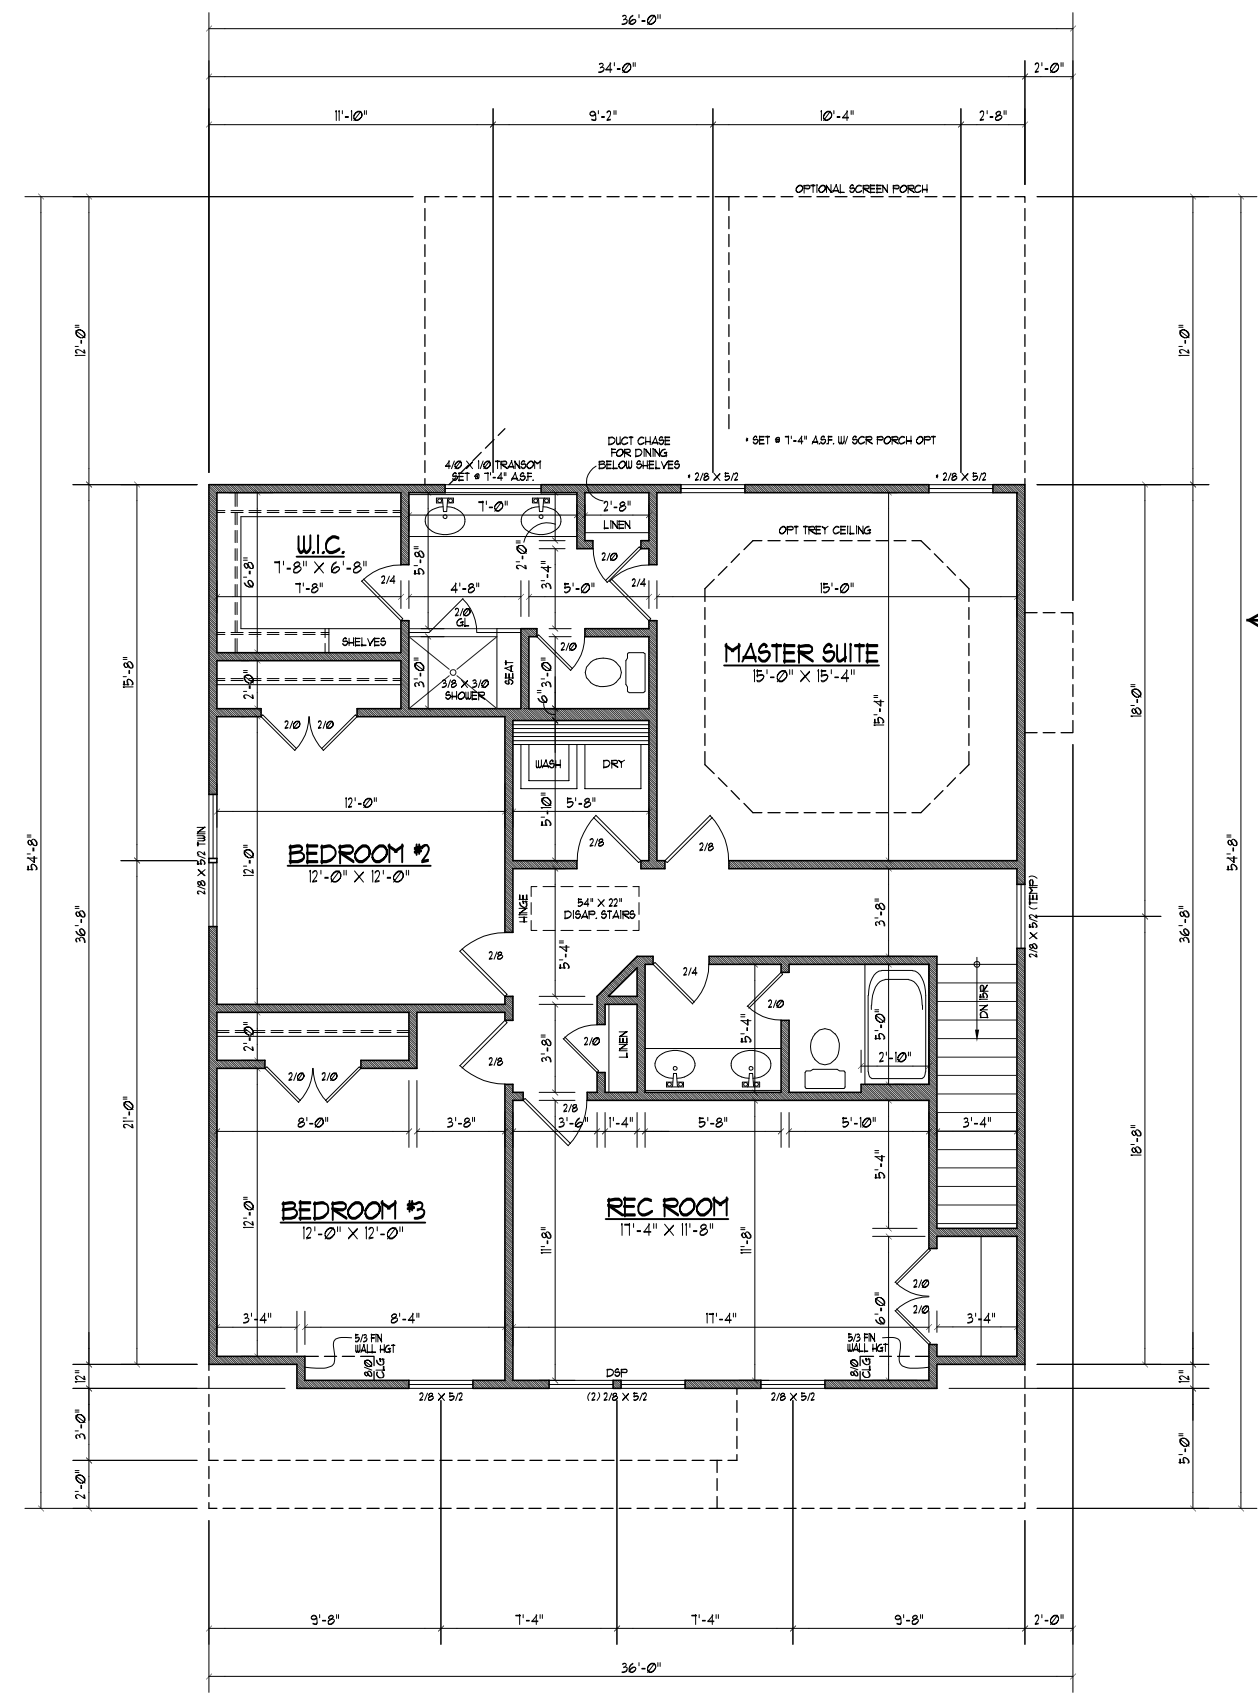 36'-0"
34'-0"
2'-0"
11'-10"
9'-2"
10'-4"
2'-8"
OPTIONAL SCREEN PORCH
12'-0"
12'-0"
DUCT CHASE
FOR DINING
BELOW SHELVES
• SET @ 7'-4" A.S.F. W/ SCR PORCH OPT
4/0 X 1/0 TRANSOM
SET @ 7'-4" A.S.F.
• 2/8 X 5/2
• 2/8 X 5/2
7'-0"
2'-8"
LINEN
OPT TREY CEILING
W.I.C.
7'-8" X 6'-8"
6'-8"
7'-8"
5'-8"
2'-0"
3'-4"
2/0
2/4
2/4
4'-8"
5'-0"
15'-0"
2/0
GL
SHELVES
2/0
MASTER SUITE
15'-0" X 15'-4"
15'-8"
2'-0"
3'-0"
3/8 X 3/0
SHOWER
SEAT
3'-0"
6"
15'-4"
18'-0"
2/0
2/0
WASH
DRY
12'-0"
5'-10"
5'-8"
2/8
2/8
54'-8"
2/8 X 5/2 TWIN
12'-0"
BEDROOM #2
12'-0" X 12'-0"
54'-8"
HINGE
54" X 22"
DISAP. STAIRS
3'-8"
2/8 X 5/2 (TEMP)
36'-8"
36'-8"
2/8
5'-4"
2/4
2/0
DN 15R
2'-0"
2/8
3'-8"
2/0
LINEN
5'-4"
5'-0"
2'-10"
2/0
2/0
2/8
21'-0"
8'-0"
3'-8"
3'-6"
1'-4"
5'-8"
5'-10"
3'-4"
18'-8"
5'-4"
12'-0"
BEDROOM #3
12'-0" X 12'-0"
REC ROOM
17'-4" X 11'-8"
11'-8"
11'-8"
2/0
2/0
6'-0"
3'-4"
8'-4"
17'-4"
3'-4"
5/3 FIN
WALL HGT
8/0
CLG
5/3 FIN
WALL HGT
8/0
CLG
12"
12"
DSP
2/8 X 5/2
(2) 2/8 X 5/2
2/8 X 5/2
3'-0"
5'-0"
2'-0"
9'-8"
7'-4"
7'-4"
9'-8"
2'-0"
36'-0"